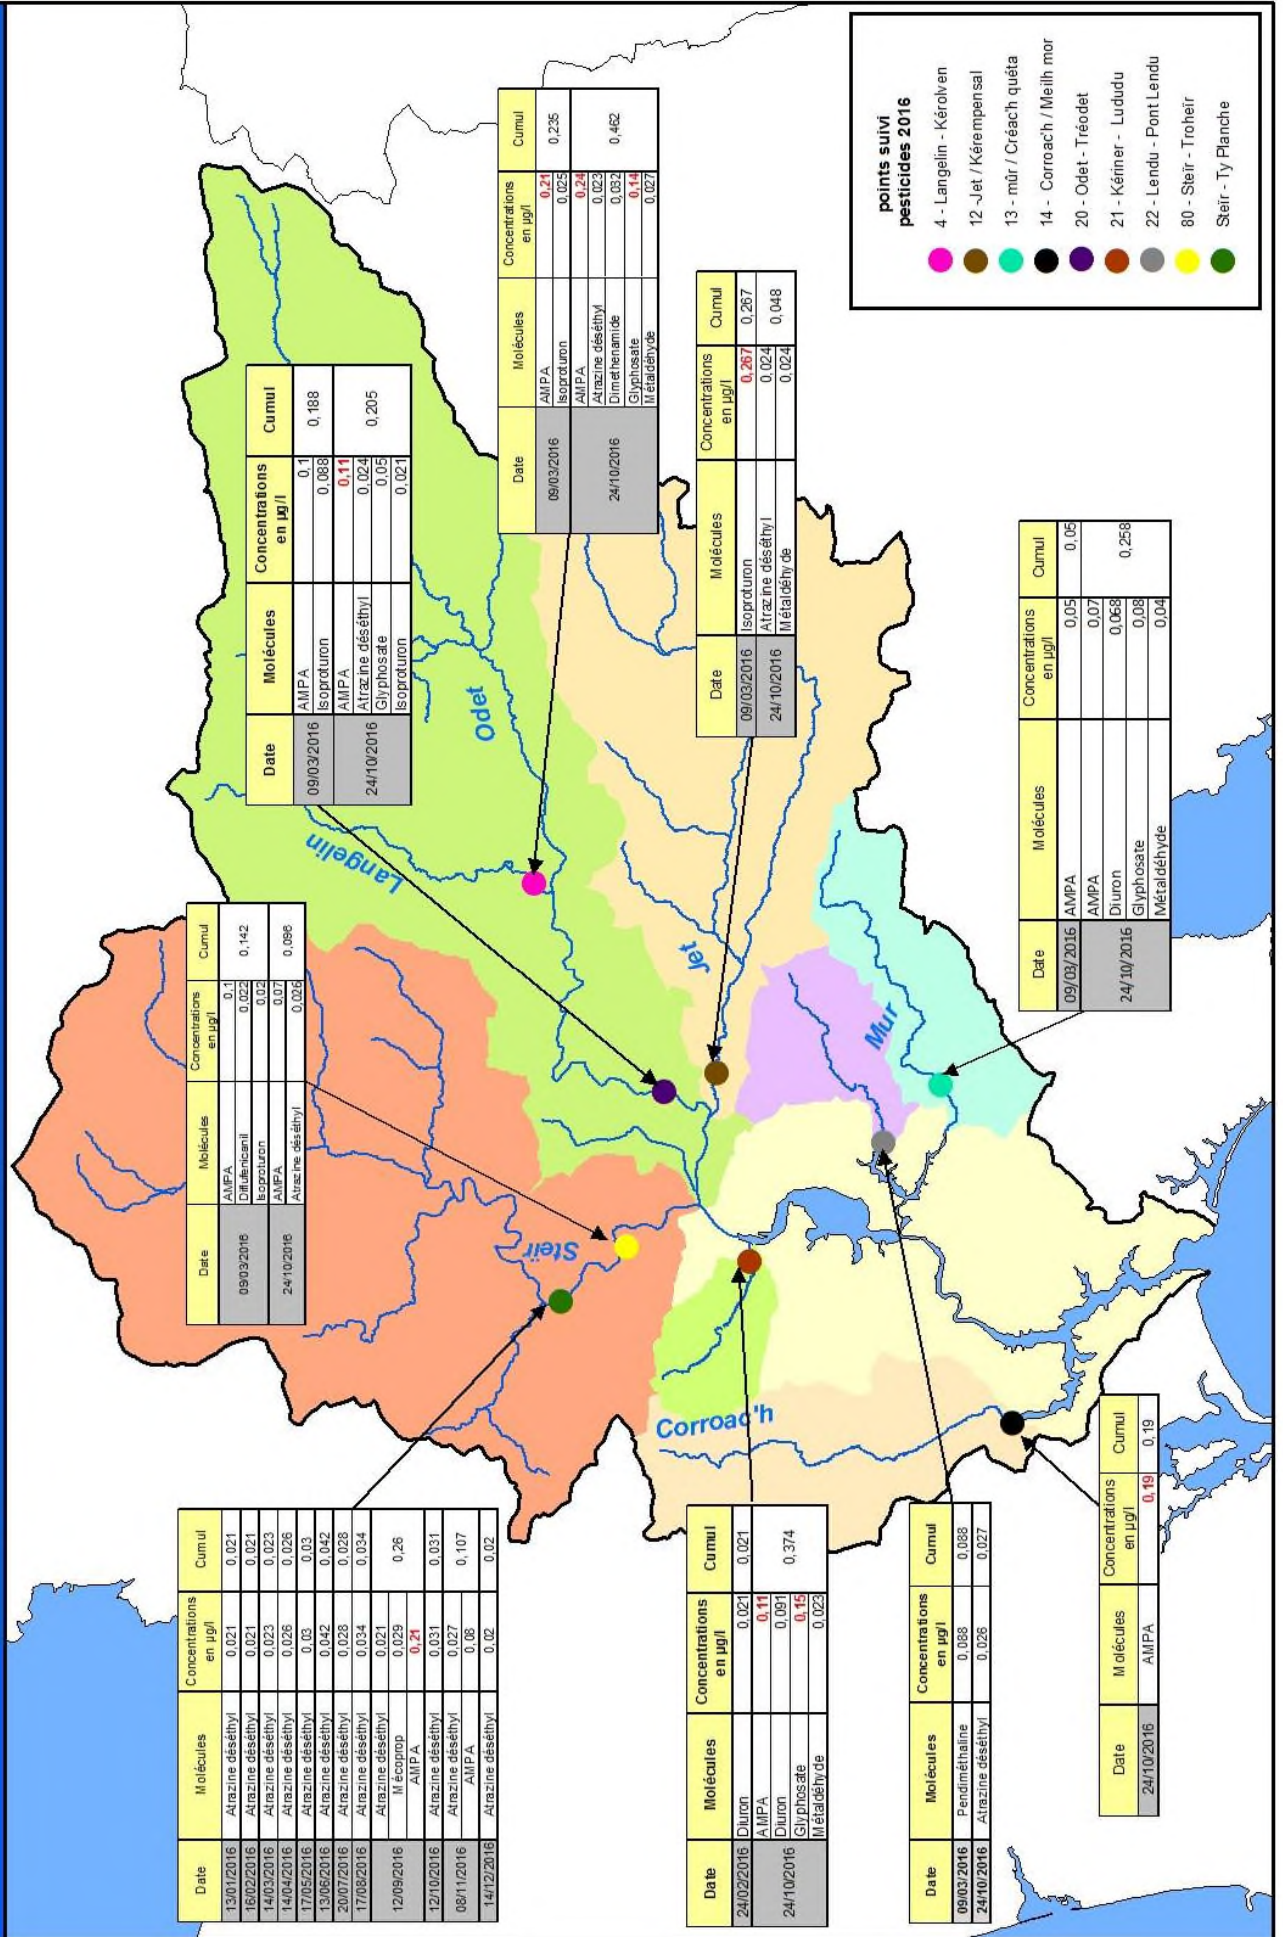 points suivi
pesticides 2016
4 - Langelin - Kérolven
12 -Jet / Kérempensal
13 - mûr / Créac'h quéta
14 - Corroac'h / Meilh mor
20 - Odet - Tréodet
21 - Kériner - Lududu
22 - Lendu - Pont Lendu
80 - Steïr - Troheïr
Steïr - Ty Planche
Date Molécules Concentrations en µg/l Cumul
13/01/2016 Atrazine déséthyl 0,021 0,021
16/02/2016 Atrazine déséthyl 0,021 0,021
14/03/2016 Atrazine déséthyl 0,023 0,023
14/04/2016 Atrazine déséthyl 0,026 0,026
17/05/2016 Atrazine déséthyl 0,03 0,03
13/06/2016 Atrazine déséthyl 0,042 0,042
20/07/2016 Atrazine déséthyl 0,028 0,028
17/08/2016 Atrazine déséthyl 0,034 0,034
12/09/2016 Atrazine déséthyl 0,021 0,26
Mécoprop 0,029
AMPA 0,21
12/10/2016 Atrazine déséthyl 0,031 0,031
08/11/2016 Atrazine déséthyl 0,027 0,107
AMPA 0,08
14/12/2016 Atrazine déséthyl 0,02 0,02
Date Molécules Concentrations en µg/l Cumul
09/03/2016 AMPA 0,1 0,142
Diflufenicanil 0,022
Isoproturon 0,02
24/10/2016 AMPA 0,07 0,096
Atrazine déséthyl 0,026
Date Molécules Concentrations en µg/l Cumul
09/03/2016 AMPA 0,1 0,188
Isoproturon 0,088
24/10/2016 AMPA 0,11 0,205
Atrazine déséthyl 0,024
Glyphosate 0,05
Isoproturon 0,021
Date Molécules Concentrations en µg/l Cumul
09/03/2016 AMPA 0,21 0,235
Isoproturon 0,025
24/10/2016 AMPA 0,24 0,462
Atrazine déséthyl 0,023
Dimethenamide 0,032
Glyphosate 0,14
Métaldéhyde 0,027
Date Molécules Concentrations en µg/l Cumul
09/03/2016 Isoproturon 0,267 0,267
24/10/2016 Atrazine déséthyl 0,024 0,048
Métaldéhyde 0,024
Date Molécules Concentrations en µg/l Cumul
24/02/2016 Diuron 0,021 0,021
24/10/2016 AMPA 0,11 0,374
Diuron 0,091
Glyphosate 0,15
Métaldéhyde 0,023
Date Molécules Concentrations en µg/l Cumul
09/03/2016 Pendiméthaline 0,088 0,088
24/10/2016 Atrazine déséthyl 0,026 0,027
Date Molécules Concentrations en µg/l Cumul
24/10/2016 AMPA 0,19 0,19
Date Molécules Concentrations en µg/l Cumul
09/03/2016 AMPA 0,05 0,05
24/10/2016 AMPA 0,07 0,258
Diuron 0,068
Glyphosate 0,08
Métaldéhyde 0,04
Langelin
Odet
Steïr
Jet
Mur
Corroac'h